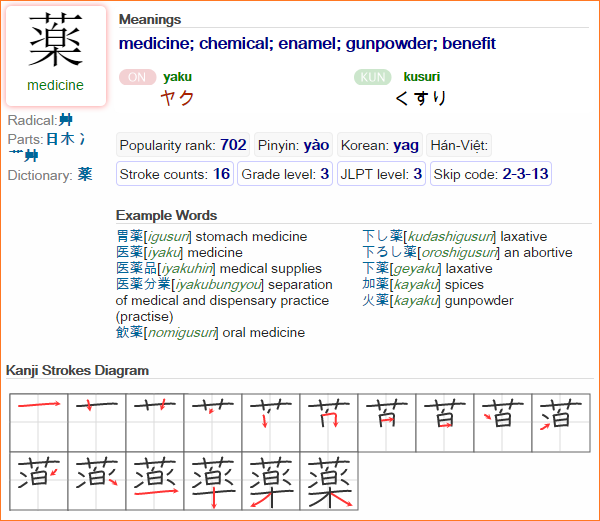 薬
medicine
Radical:艸
Parts: 日木冫
亠艸
Dictionary: 薬
Meanings
medicine; chemical; enamel; gunpowder; benefit
ON yaku
ヤク
KUN kusuri
くすり
Popularity rank: 702 Pinyin: yào Korean: yag Hán-Việt:
Stroke counts: 16 Grade level: 3 JLPT level: 3 Skip code: 2-3-13
Example Words
胃薬[igusuri] stomach medicine
医薬[iyaku] medicine
医薬品[iyakuhin] medical supplies
医薬分業[iyakubungyou] separation
of medical and dispensary practice
(practise)
飲薬[nomigusuri] oral medicine
下し薬[kudashigusuri] laxative
下ろし薬[oroshigusuri] an abortive
下薬[geyaku] laxative
加薬[kayaku] spices
火薬[kayaku] gunpowder
Kanji Strokes Diagram